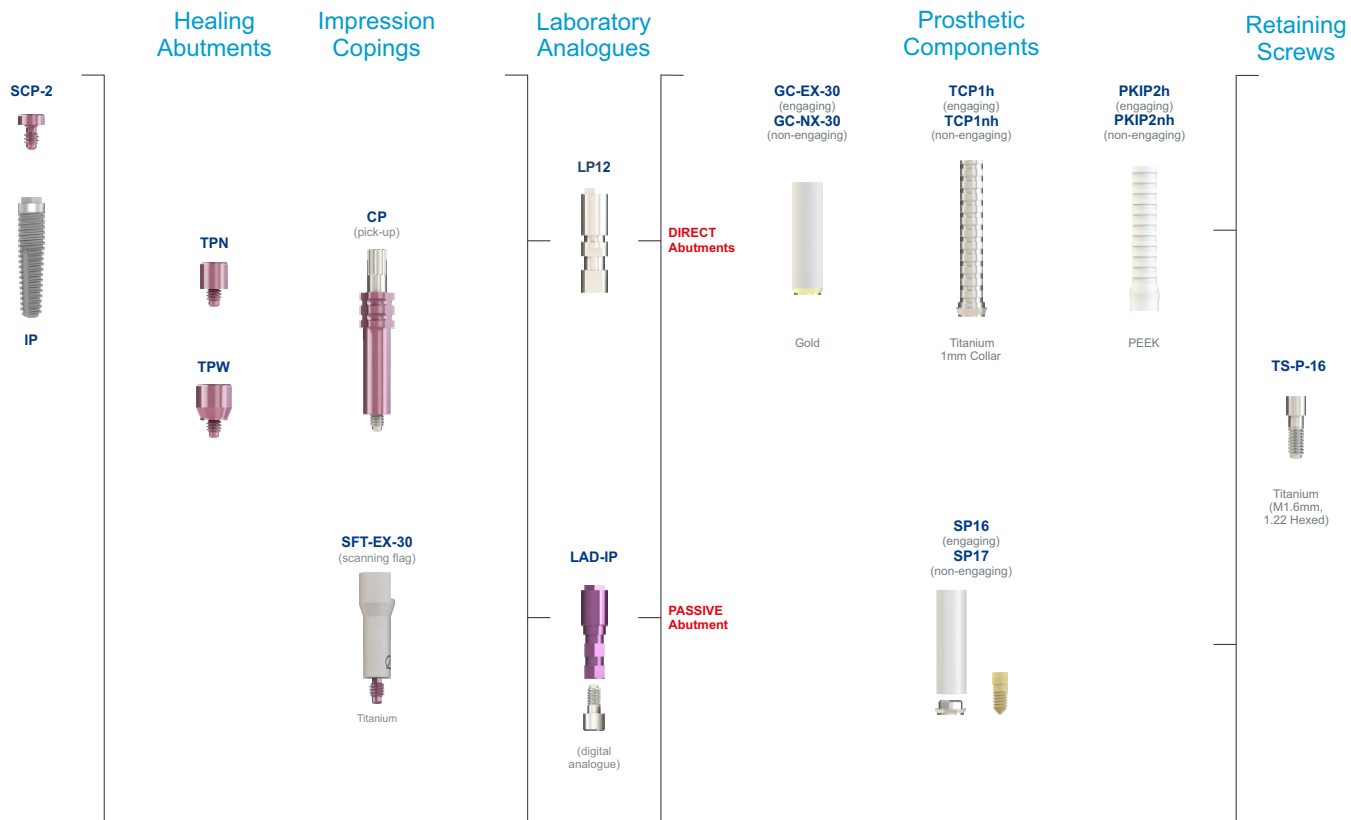 Healing
Abutments
Impression
Copings
Laboratory
Analogues
Prosthetic
Components
Retaining
Screws
SCP-2
IP
TPN
TPW
CP
(pick-up)
SFT-EX-30
(scanning flag)
Titanium
LP12
LAD-IP
(digital
analogue)
DIRECT
Abutments
PASSIVE
Abutment
GC-EX-30
(engaging)
GC-NX-30
(non-engaging)
Gold
TCP1h
(engaging)
TCP1nh
(non-engaging)
Titanium
1mm Collar
PKIP2h
(engaging)
PKIP2nh
(non-engaging)
PEEK
SP16
(engaging)
SP17
(non-engaging)
TS-P-16
Titanium
(M1.6mm,
1.22 Hexed)